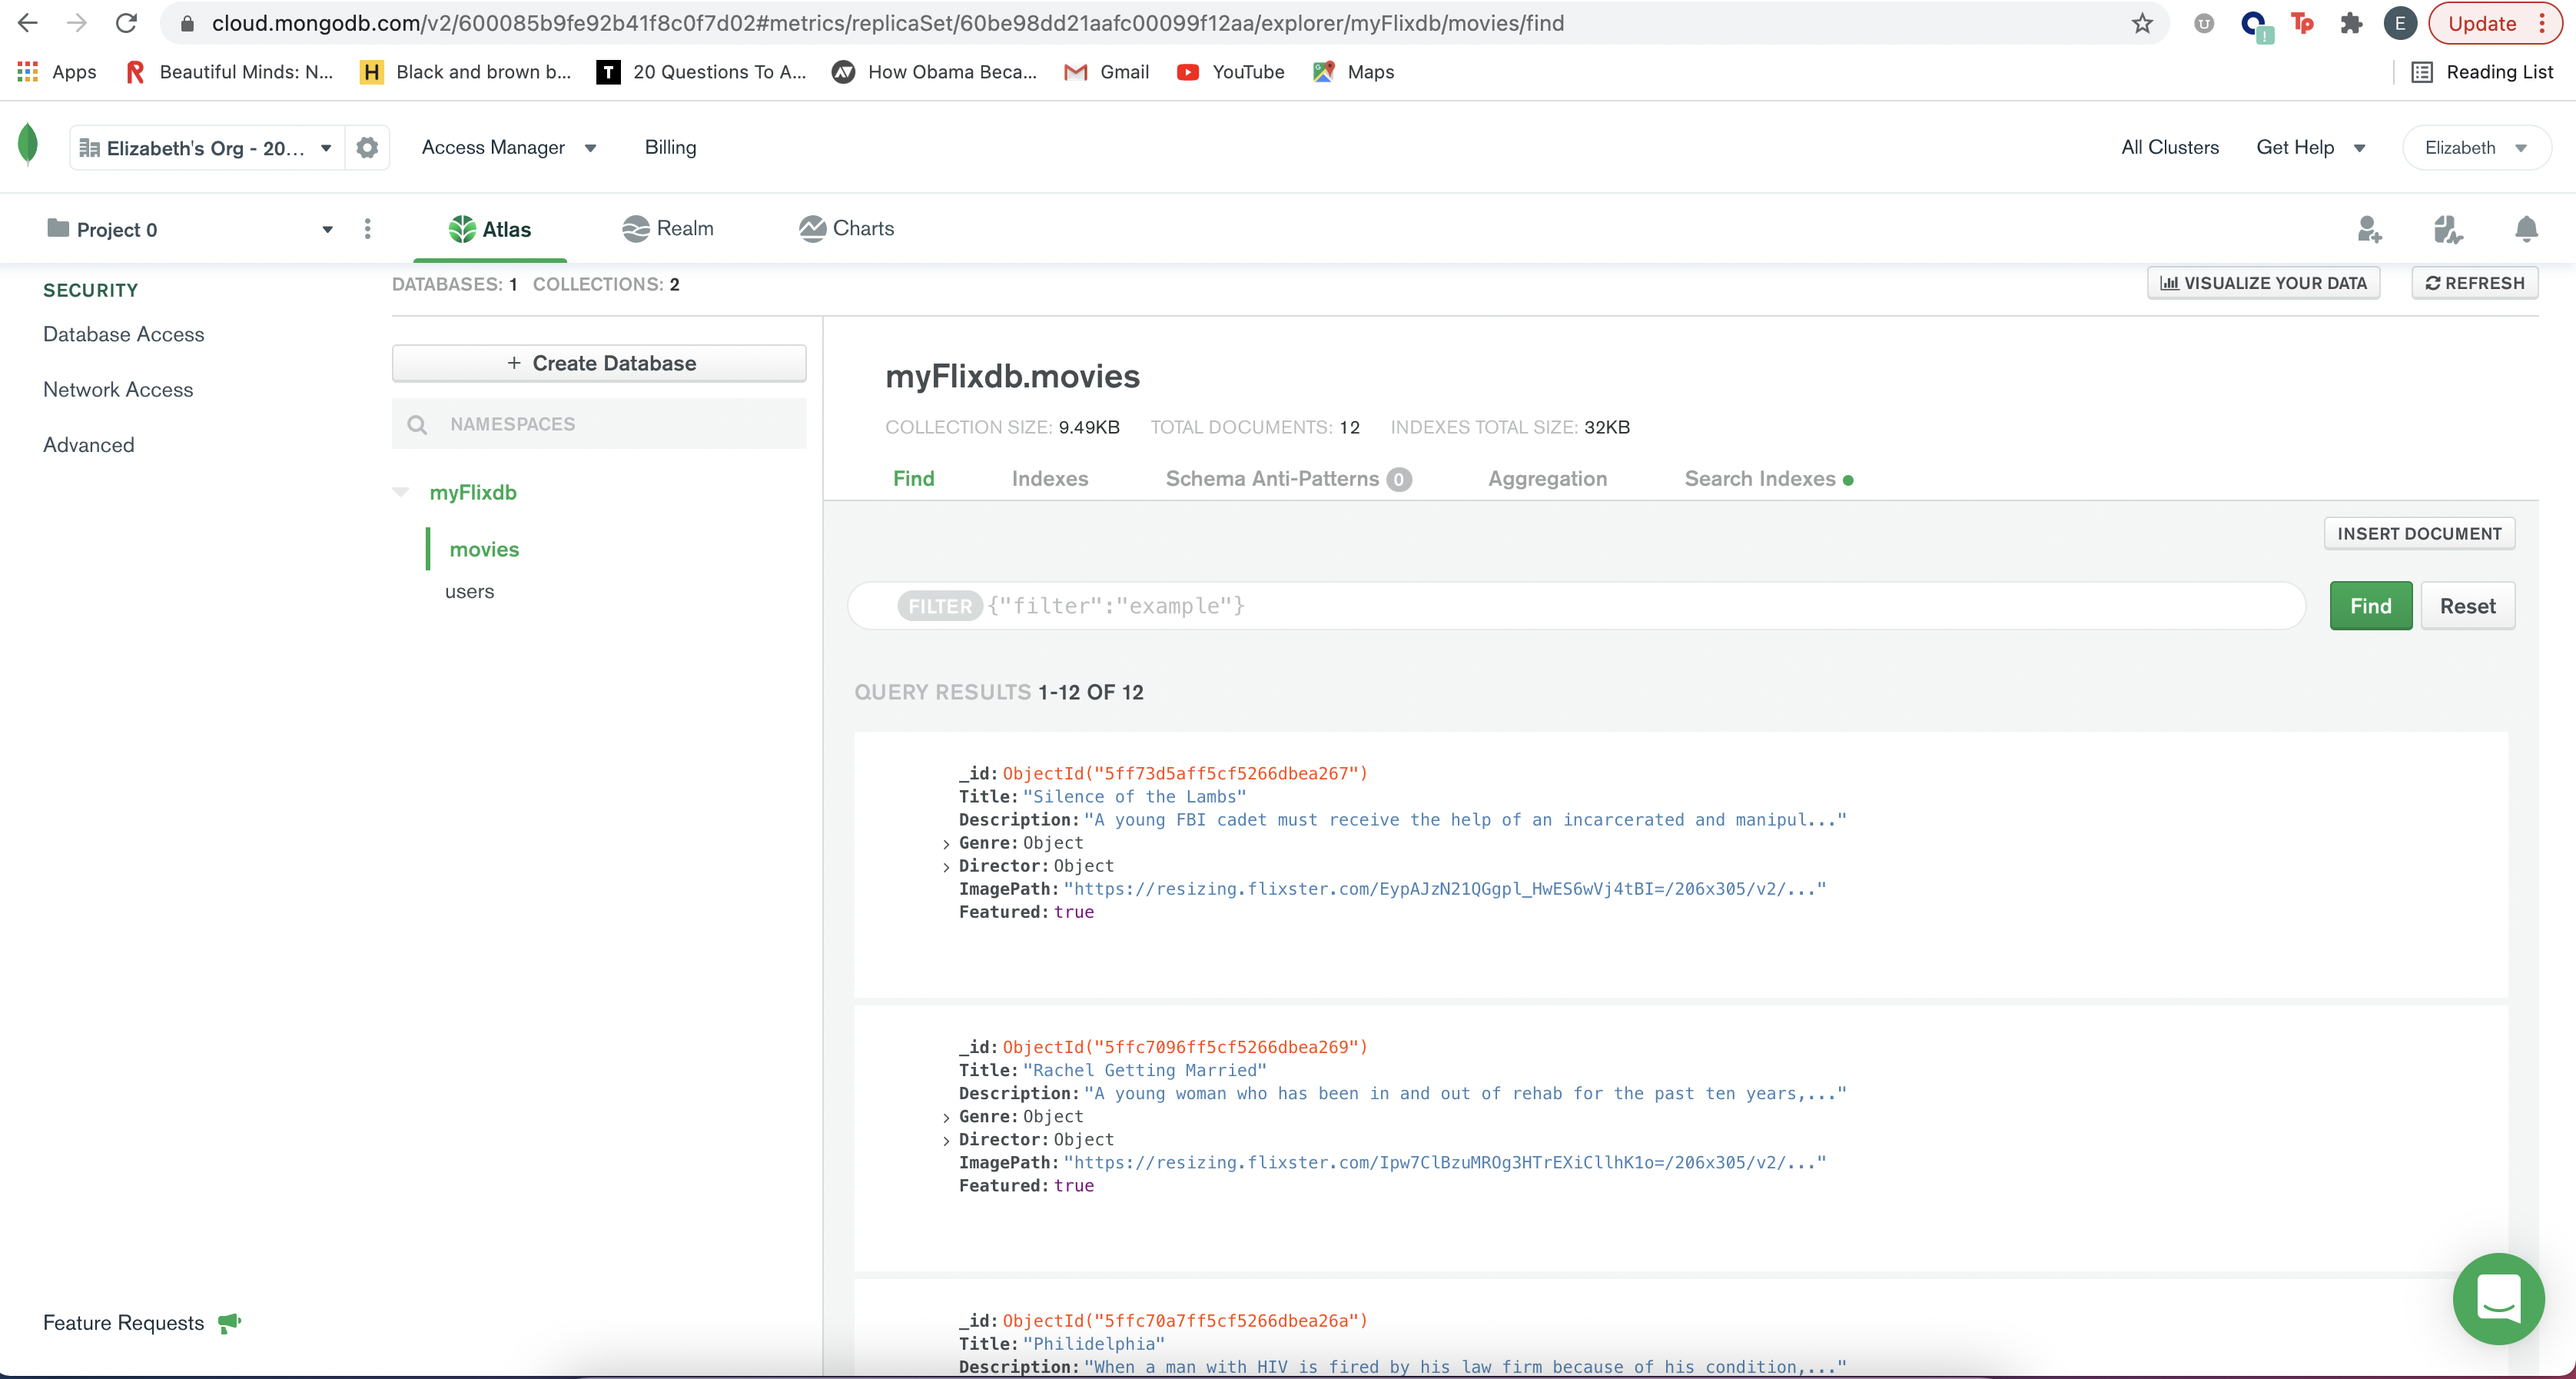 cloud.mongodb.com/v2/600085b9fe92b41f8c0f7d02#metrics/replicaSet/60be98dd21aafc00099f12aa/explorer/myFlixdb/movies/find
U
!
Tp
E
Update
Apps
R Beautiful Minds: N...
H Black and brown b...
T 20 Questions To A...
How Obama Beca...
Gmail
YouTube
Maps
Reading List
Elizabeth's Org - 20...
Access Manager
Billing
All Clusters
Get Help
Elizabeth
Project 0
Atlas
Realm
Charts
SECURITY
Database Access
Network Access
Advanced
Feature Requests
DATABASES: 1 COLLECTIONS: 2
VISUALIZE YOUR DATA
REFRESH
+ Create Database
NAMESPACES
myFlixdb
movies
users
myFlixdb.movies
COLLECTION SIZE: 9.49KB TOTAL DOCUMENTS: 12 INDEXES TOTAL SIZE: 32KB
Find Indexes Schema Anti-Patterns 0 Aggregation Search Indexes
INSERT DOCUMENT
FILTER {"filter":"example"}
Find
Reset
QUERY RESULTS 1-12 OF 12
_id: ObjectId("5ff73d5aff5cf5266dbea267")
Title: "Silence of the Lambs"
Description: "A young FBI cadet must receive the help of an incarcerated and manipul..."
> Genre: Object
> Director: Object
ImagePath: "https://resizing.flixster.com/EypAJzN21QGgpl_HwES6wVj4tBI=/206x305/v2/..."
Featured: true
_id: ObjectId("5ffc7096ff5cf5266dbea269")
Title: "Rachel Getting Married"
Description: "A young woman who has been in and out of rehab for the past ten years,..."
> Genre: Object
> Director: Object
ImagePath: "https://resizing.flixster.com/Ipw7ClBzuMROg3HTrEXiCllhK1o=/206x305/v2/..."
Featured: true
_id: ObjectId("5ffc70a7ff5cf5266dbea26a")
Title: "Philidelphia"
Description: "When a man with HIV is fired by his law firm because of his condition,..."